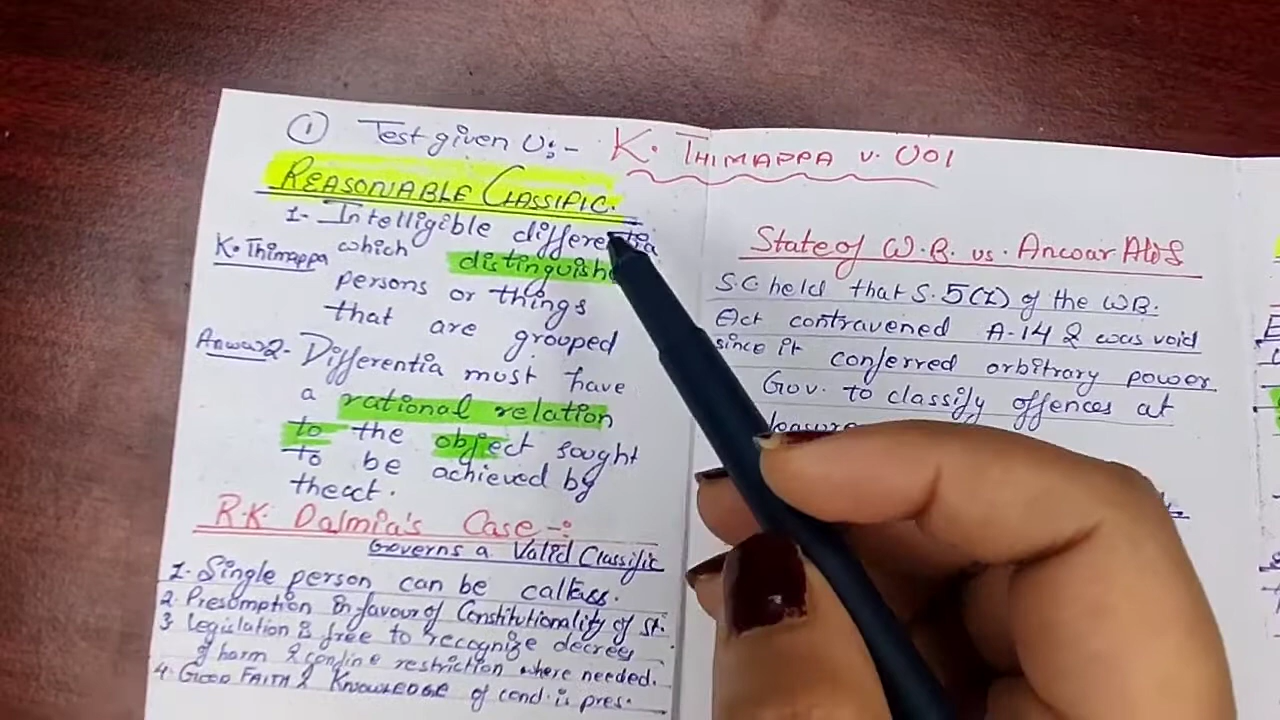 ① Test given U:- K. THIMAPPA v. UOI
REASONABLE CLASSIFIC.
1- Intelligible differentia
K. Thimappa which distinguish
persons or things
that are grouped
Anwar 2- Differentia must have
a rational relation
to the object sought
to be achieved by
the act.
R.K. Dalmia's Case -:
Governs a Valid Classific
1- Single person can be
2. Presomption in favour of Constitutionality of st.
3 legislation is free to recognize decrees
of harm & confine restriction where needed.
4. GOOD FAITH & KNOWLEDGE of cond. is pres.
State of W.B. vs. Anwar Ali
S.C held that S. 5(1) of the WB.
Act contravened A-14 & was void
since it conferred arbitrary power
Gov. to classify offences at